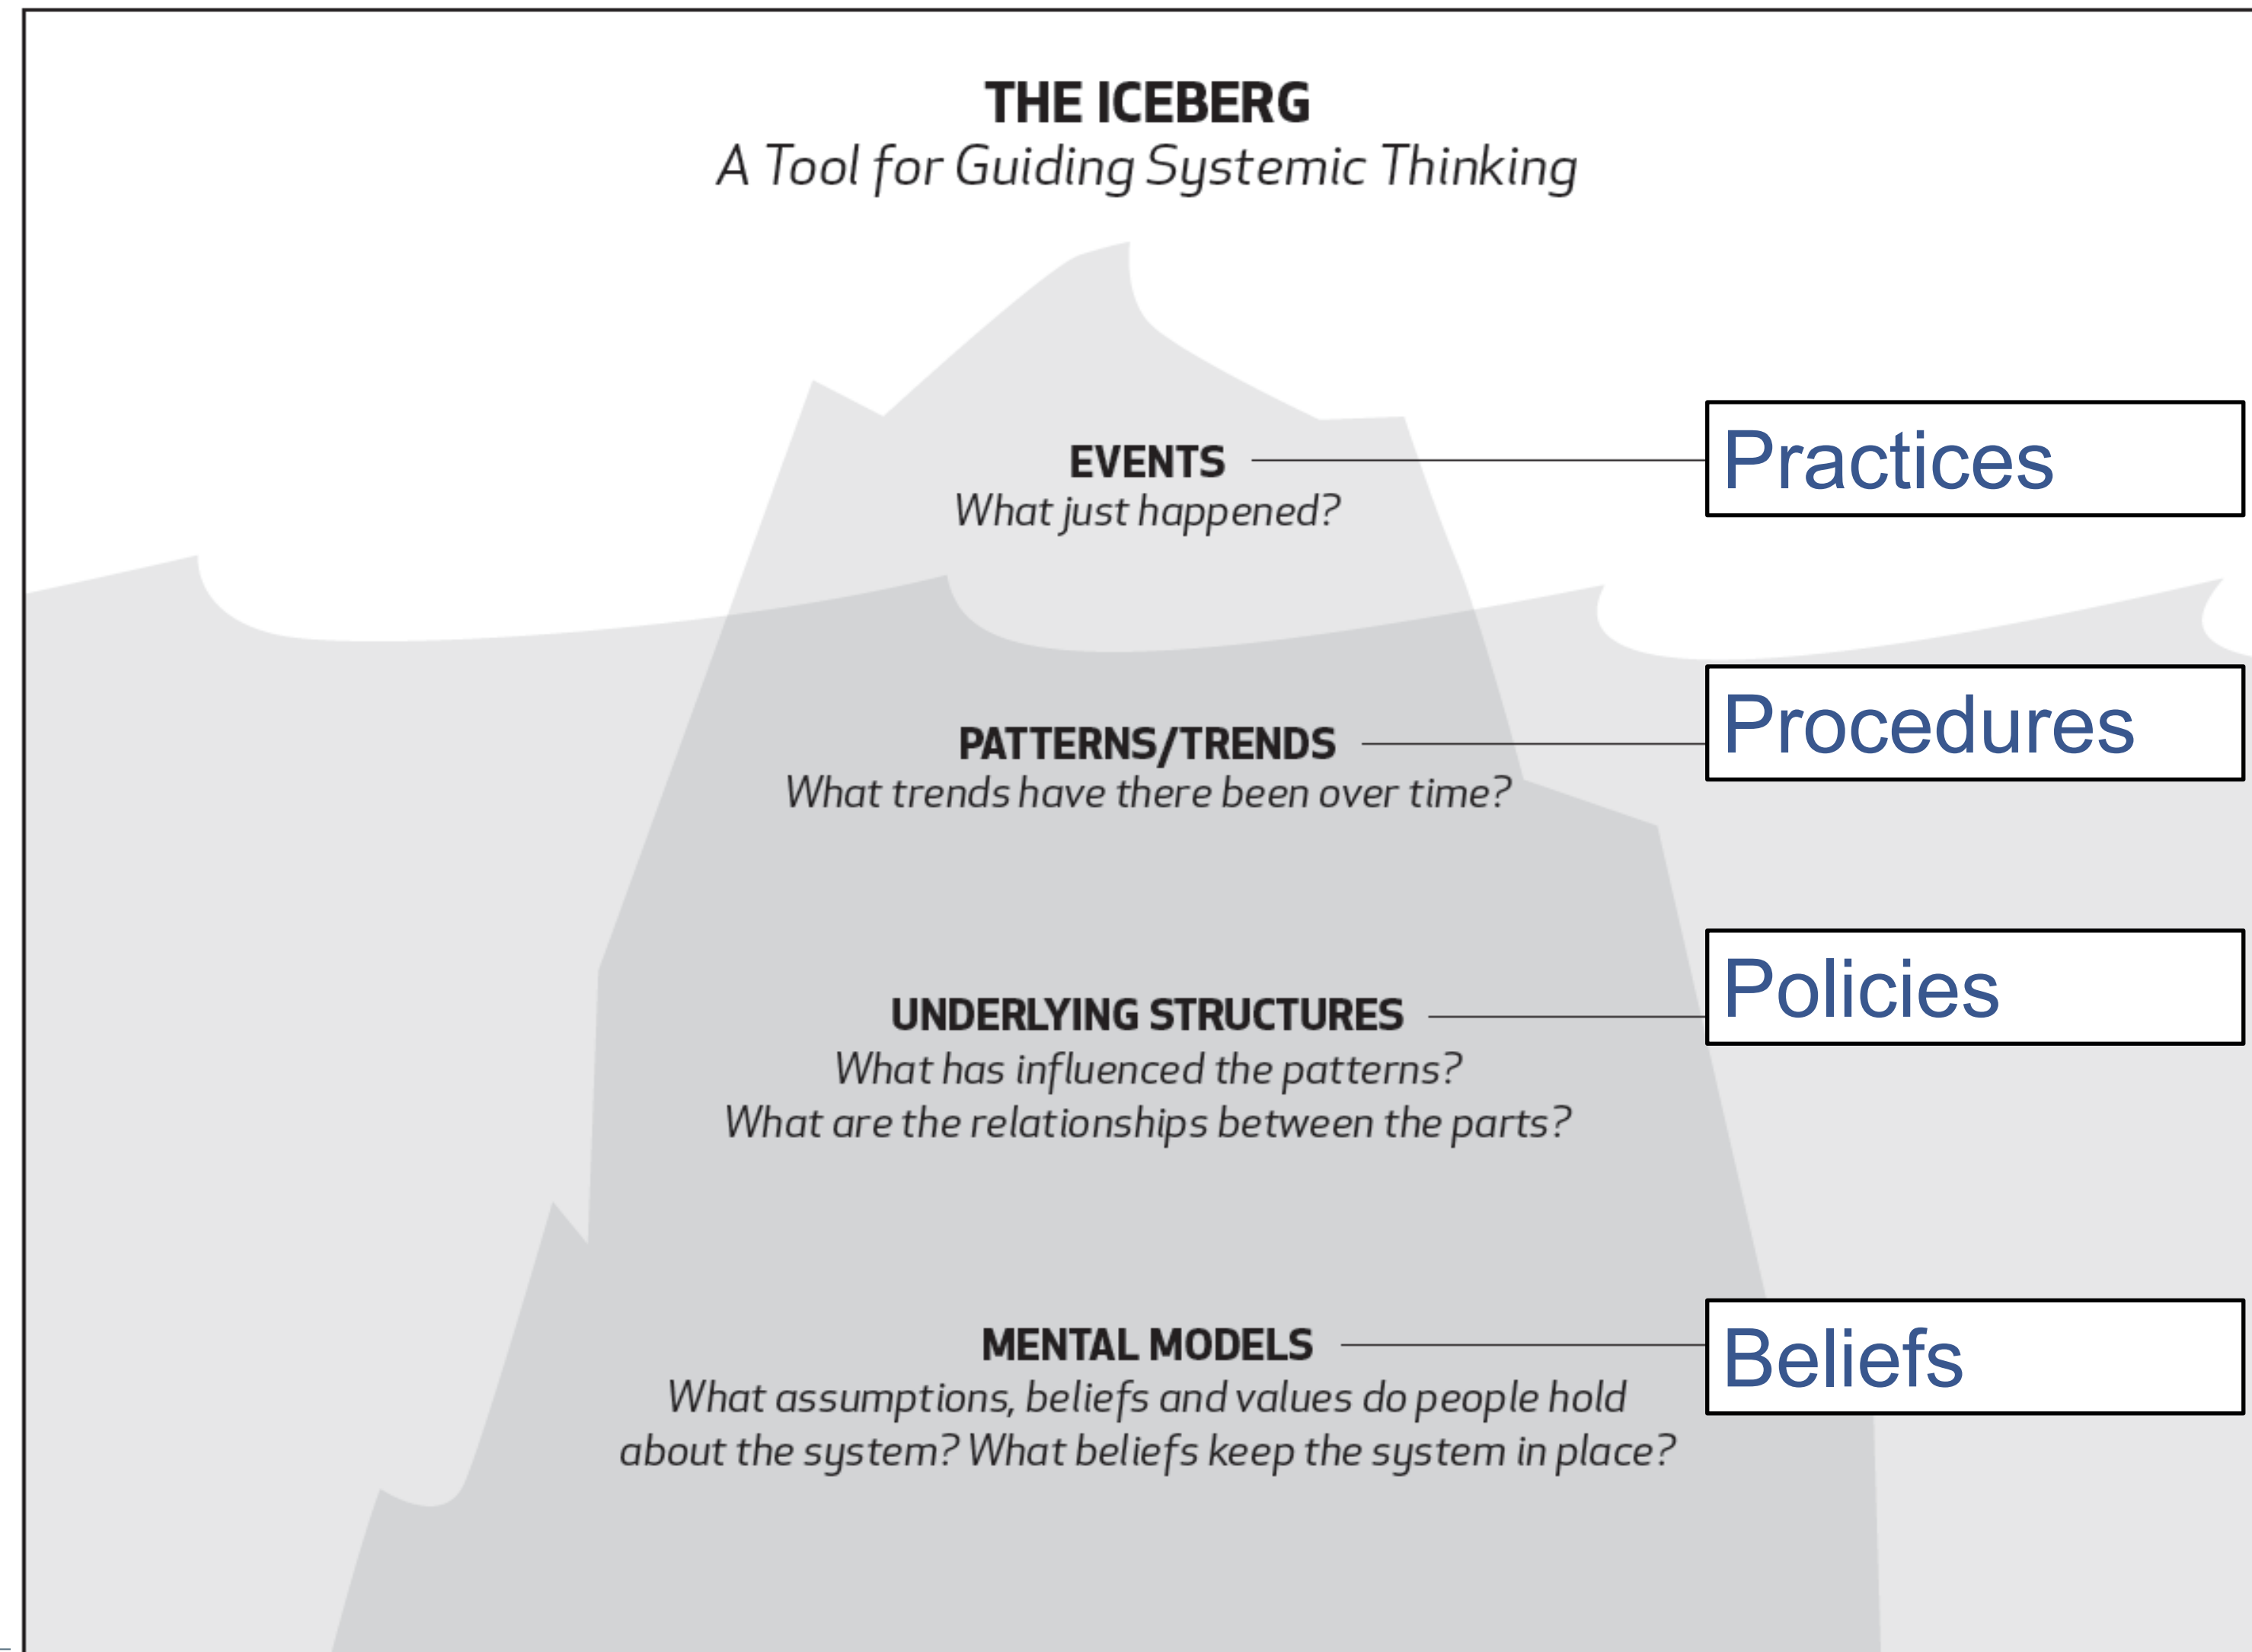 THE ICEBERG
A Tool for Guiding Systemic Thinking
EVENTS
What just happened?
Practices
PATTERNS/TRENDS
What trends have there been over time?
Procedures
UNDERLYING STRUCTURES
What has influenced the patterns?
What are the relationships between the parts?
Policies
MENTAL MODELS
What assumptions, beliefs and values do people hold
about the system? What beliefs keep the system in place?
Beliefs